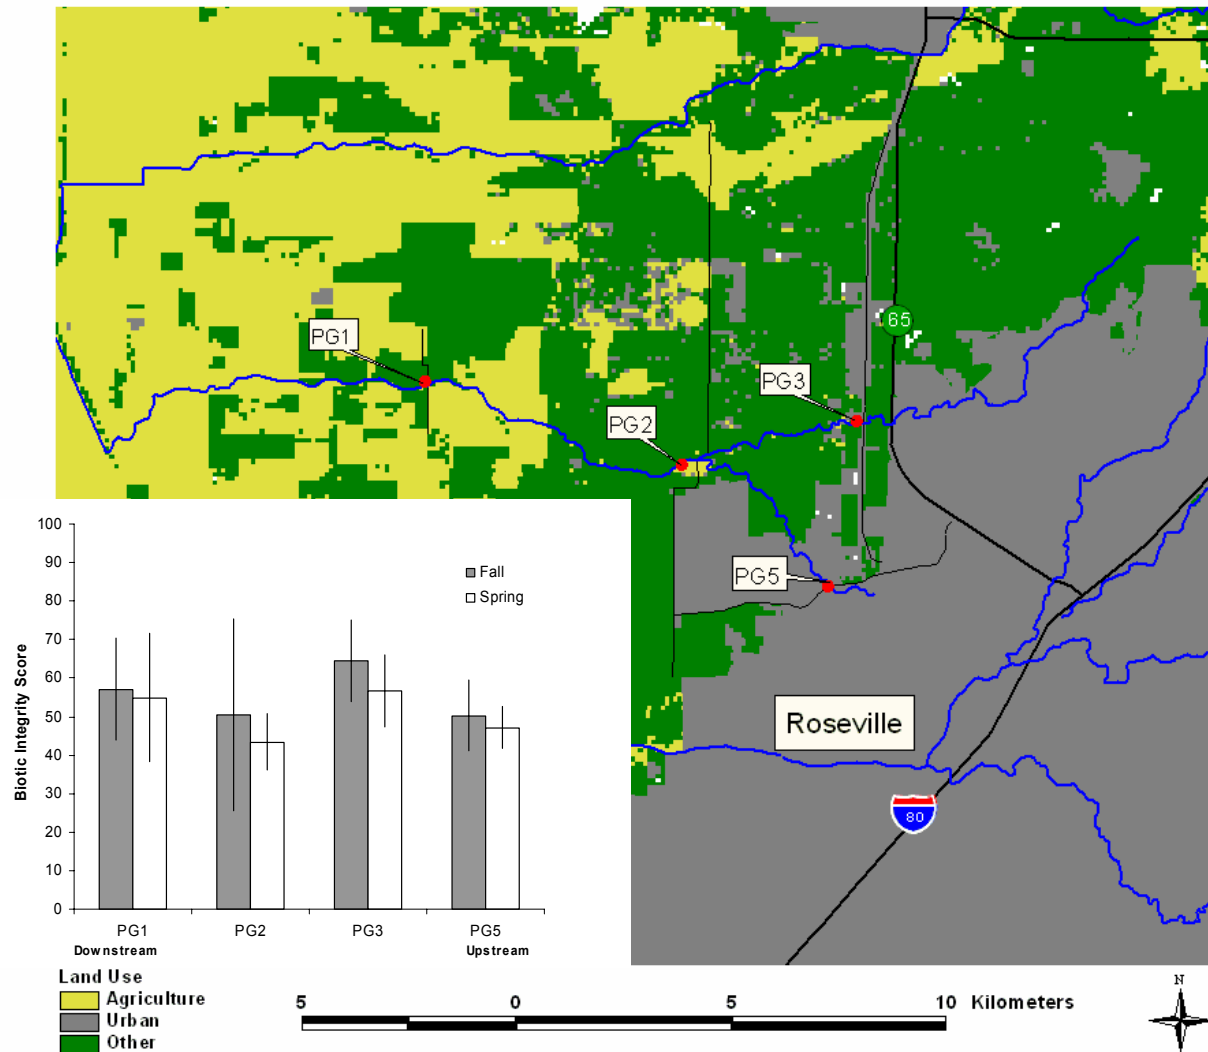 65
PG1
PG3
PG2
PG5
Roseville
80
Biotic Integrity Score
100
90
80
70
60
50
40
30
20
10
0
Fall
Spring
PG1 PG2 PG3 PG5
Downstream Upstream
Land Use
Agriculture
Urban
Other
5 0 5 10 Kilometers
N